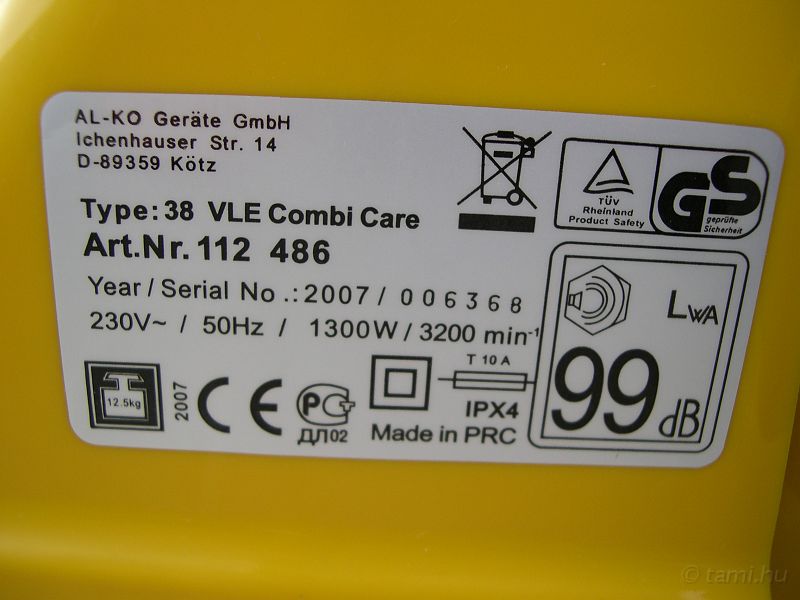 AL-KO Geräte GmbH
Ichenhauser Str. 14
D-89359 Kötz
Type: 38 VLE Combi Care
Art.Nr. 112 486
Year / Serial No .: 2007 / 006368
230V~ / 50Hz / 1300W / 3200 min⁻¹
TÜV
Rheinland
Product Safety
GS
geprüfte
Sicherheit
LWA
99 dB
12.5kg
2007
CE
РСТ
ДЛ02
T 10 A
IPX4
Made in PRC
© tami.hu